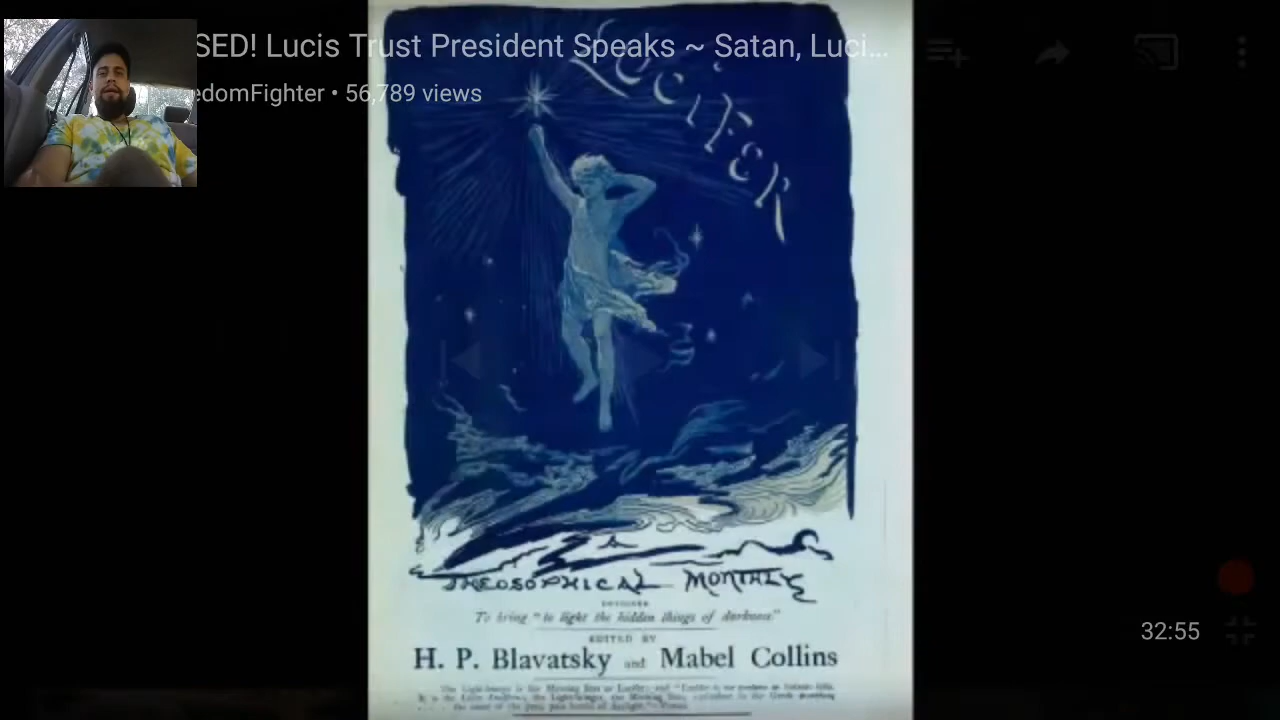 SED! Lucis Trust President Speaks ~ Satan, Luci...
edomFighter • 56,789 views
LUCIFER
A
THEOSOPHICAL MONTHLY
DESIGNED
To bring "to light the hidden things of darkness"
EDITED BY
H. P. Blavatsky and Mabel Collins
32:55